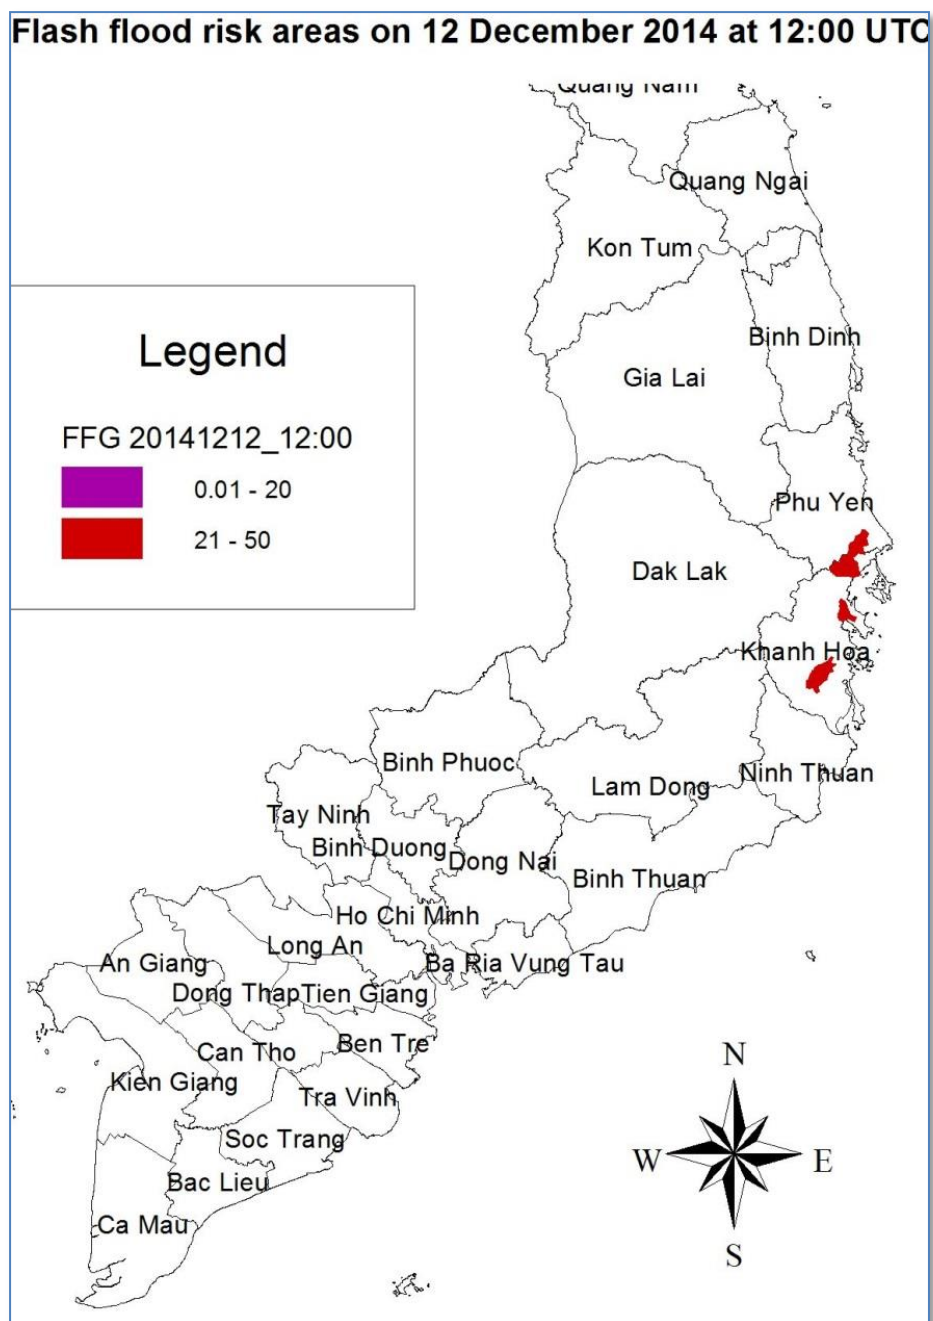 Flash flood risk areas on 12 December 2014 at 12:00 UTC
Quang Nam
Quang Ngai
Kon Tum
Binh Dinh
Gia Lai
Legend
FFG 20141212_12:00
0.01 - 20
21 - 50
Phu Yen
Dak Lak
Khanh Hoa
Binh Phuoc
Lam Dong
Ninh Thuan
Tay Ninh
Binh Duong
Dong Nai
Binh Thuan
Ho Chi Minh
Long An
An Giang
Ba Ria Vung Tau
Dong Thap
Tien Giang
Can Tho
Ben Tre
Kien Giang
Tra Vinh
Soc Trang
Bac Lieu
Ca Mau
N
W
E
S